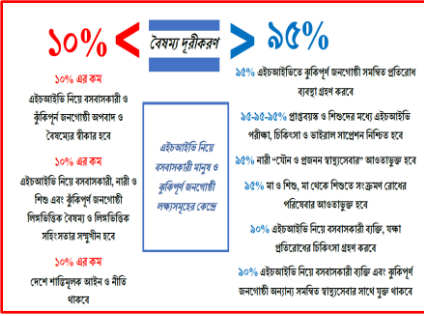 ১০% < বৈষম্য দূরীকরণ > ৯৫%
১০% এর কম
এইচআইভি নিয়ে বসবাসকারী ও
ঝুঁকিপূর্ণ জনগোষ্ঠী অপবাদ ও
বৈষম্যের স্বীকার হবে
১০% এর কম
এইচআইভি নিয়ে বসবাসকারী, নারী ও
শিশু এবং ঝুঁকিপূর্ণ জনগোষ্ঠী
লিঙ্গভিত্তিক বৈষম্য ও লিঙ্গভিত্তিক
সহিংসতার সম্মুখীন হবে
১০% এর কম
দেশে শাস্তিমূলক আইন ও নীতি
থাকবে
এইচআইভি নিয়ে
বসবাসকারী মানুষ ও
ঝুকিপূর্ণ জনগোষ্ঠী
লক্ষ্যসমূহের কেন্দ্রে
৯৫% এইচআইভিতে ঝুকিপূর্ণ জনগোষ্ঠী সমন্বিত প্রতিরোধ
ব্যবস্থা গ্রহণ করবে
৯৫-৯৫-৯৫% প্রাপ্তবয়স্ক ও শিশুদের মধ্যে এইচআইভি
পরীক্ষা, চিকিৎসা ও ভাইরাল সাপ্রেশন নিশ্চিত হবে
৯৫% নারী “যৌন ও প্রজনন স্বাস্থ্যসেবার” আওতাভুক্ত হবে
৯৫% মা ও শিশু, মা থেকে শিশুতে সংক্রমণ রোধের
পরিষেবার আওতাভুক্ত হবে
৯০% এইচআইভি নিয়ে বসবাসকারী ব্যক্তি, যক্ষা
প্রতিরোধের চিকিৎসা গ্রহণ করবে
৯০% এইচআইভি নিয়ে বসবাসকারী ব্যক্তি এবং ঝুকিপূর্ণ
জনগোষ্ঠী অন্যান্য সমন্বিত স্বাস্থ্যসেবার সাথে যুক্ত থাকবে